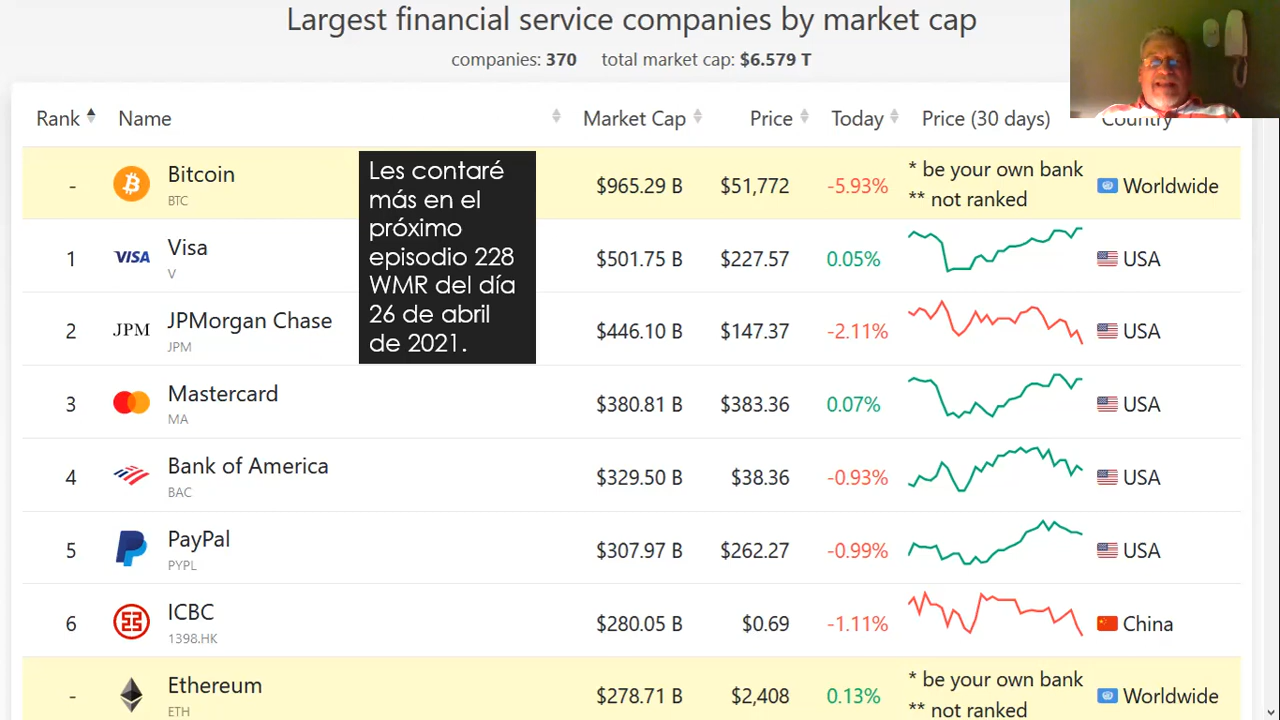 Largest financial service companies by market cap
companies: 370 total market cap: $6.579 T
Rank Name Market Cap Price Today Price (30 days) Country
- Bitcoin BTC $965.29 B $51,772 -5.93% * be your own bank ** not ranked Worldwide
Les contaré
más en el
próximo
episodio 228
WMR del día
26 de abril
de 2021.
1 VISA Visa V $501.75 B $227.57 0.05% USA
2 JPM JPMorgan Chase JPM $446.10 B $147.37 -2.11% USA
3 Mastercard MA $380.81 B $383.36 0.07% USA
4 Bank of America BAC $329.50 B $38.36 -0.93% USA
5 PayPal PYPL $307.97 B $262.27 -0.99% USA
6 ICBC 1398.HK $280.05 B $0.69 -1.11% China
- Ethereum ETH $278.71 B $2,408 0.13% * be your own bank ** not ranked Worldwide